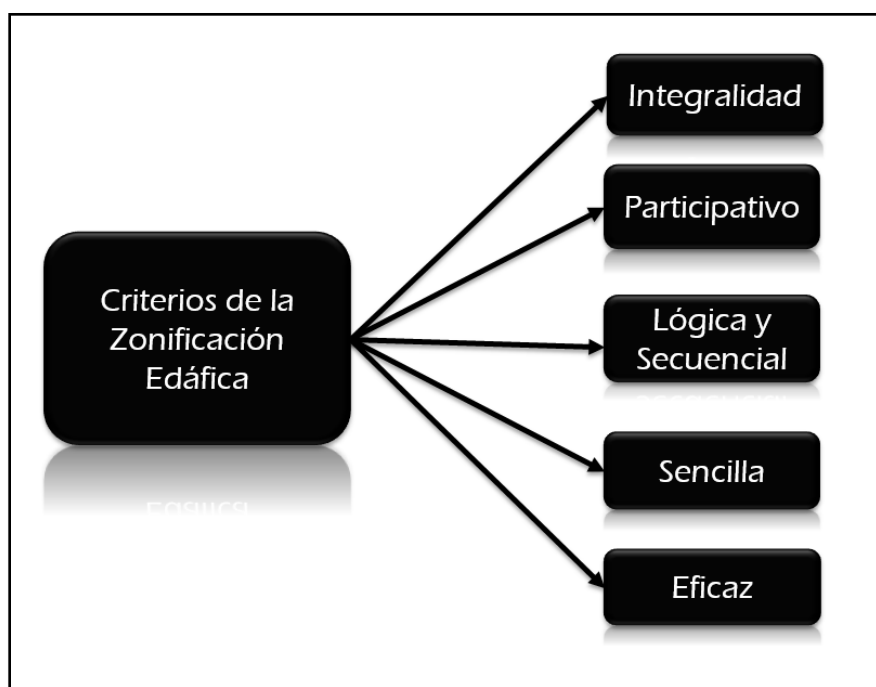 Criterios de la
Zonificación
Edáfica
Integralidad
Participativo
Lógica y
Secuencial
Sencilla
Eficaz